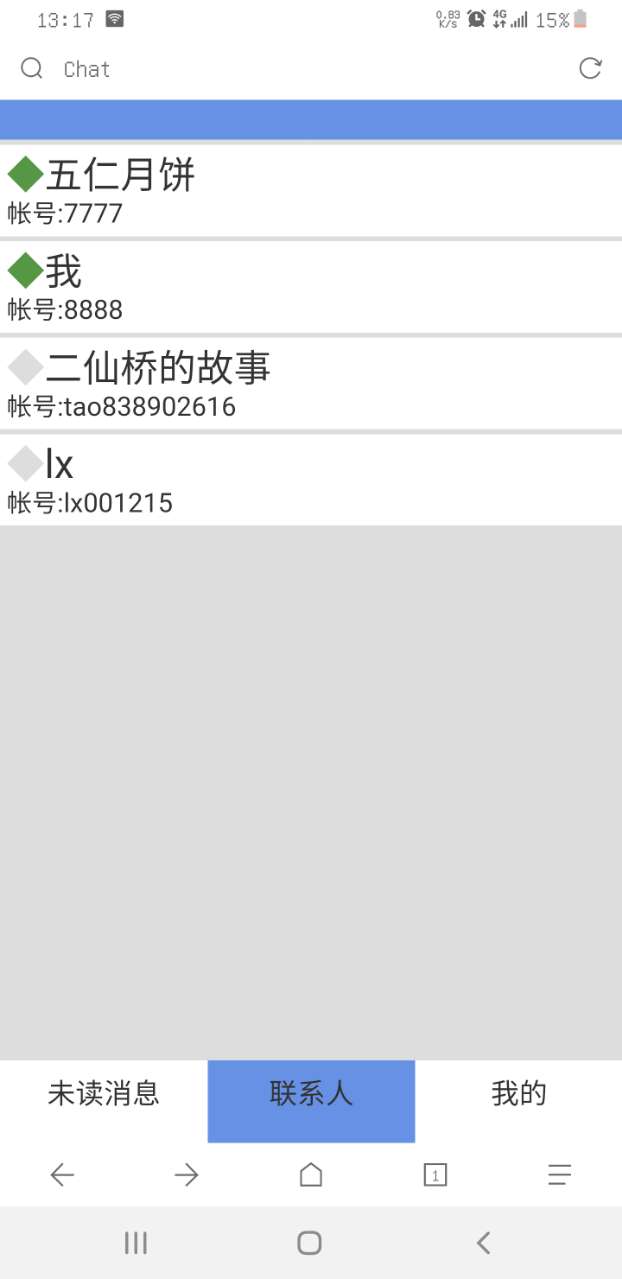 13:17
0.83
K/s
4G
15%
Chat
五仁月饼
帐号:7777
我
帐号:8888
二仙桥的故事
帐号:tao838902616
lx
帐号:lx001215
未读消息 联系人 我的
1